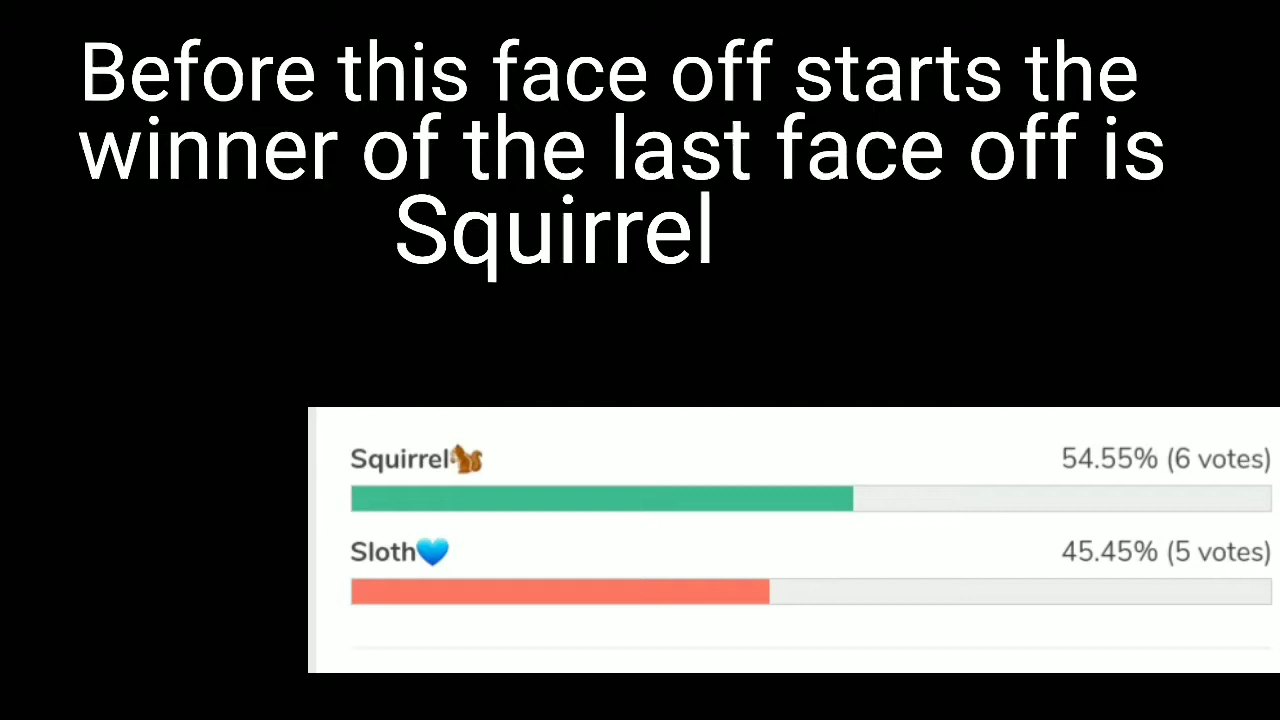 Before this face off starts the
winner of the last face off is
Squirrel
Squirrel🐿️ 54.55% (6 votes)
Sloth💙 45.45% (5 votes)